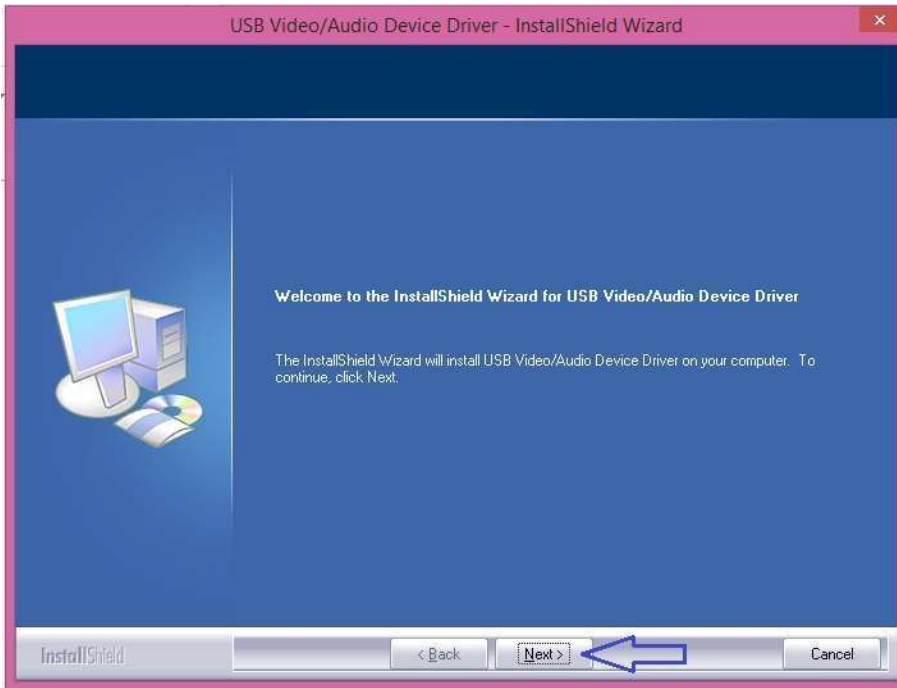 USB Video/Audio Device Driver - InstallShield Wizard
Welcome to the InstallShield Wizard for USB Video/Audio Device Driver
The InstallShield Wizard will install USB Video/Audio Device Driver on your computer. To
continue, click Next.
InstallShield
< Back
Next >
Cancel